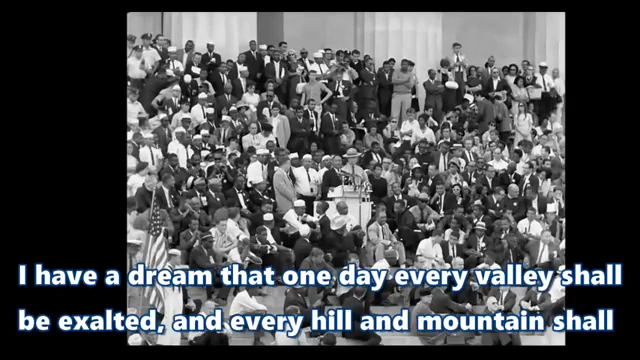 I have a dream that one day every valley shall
be exalted, and every hill and mountain shall